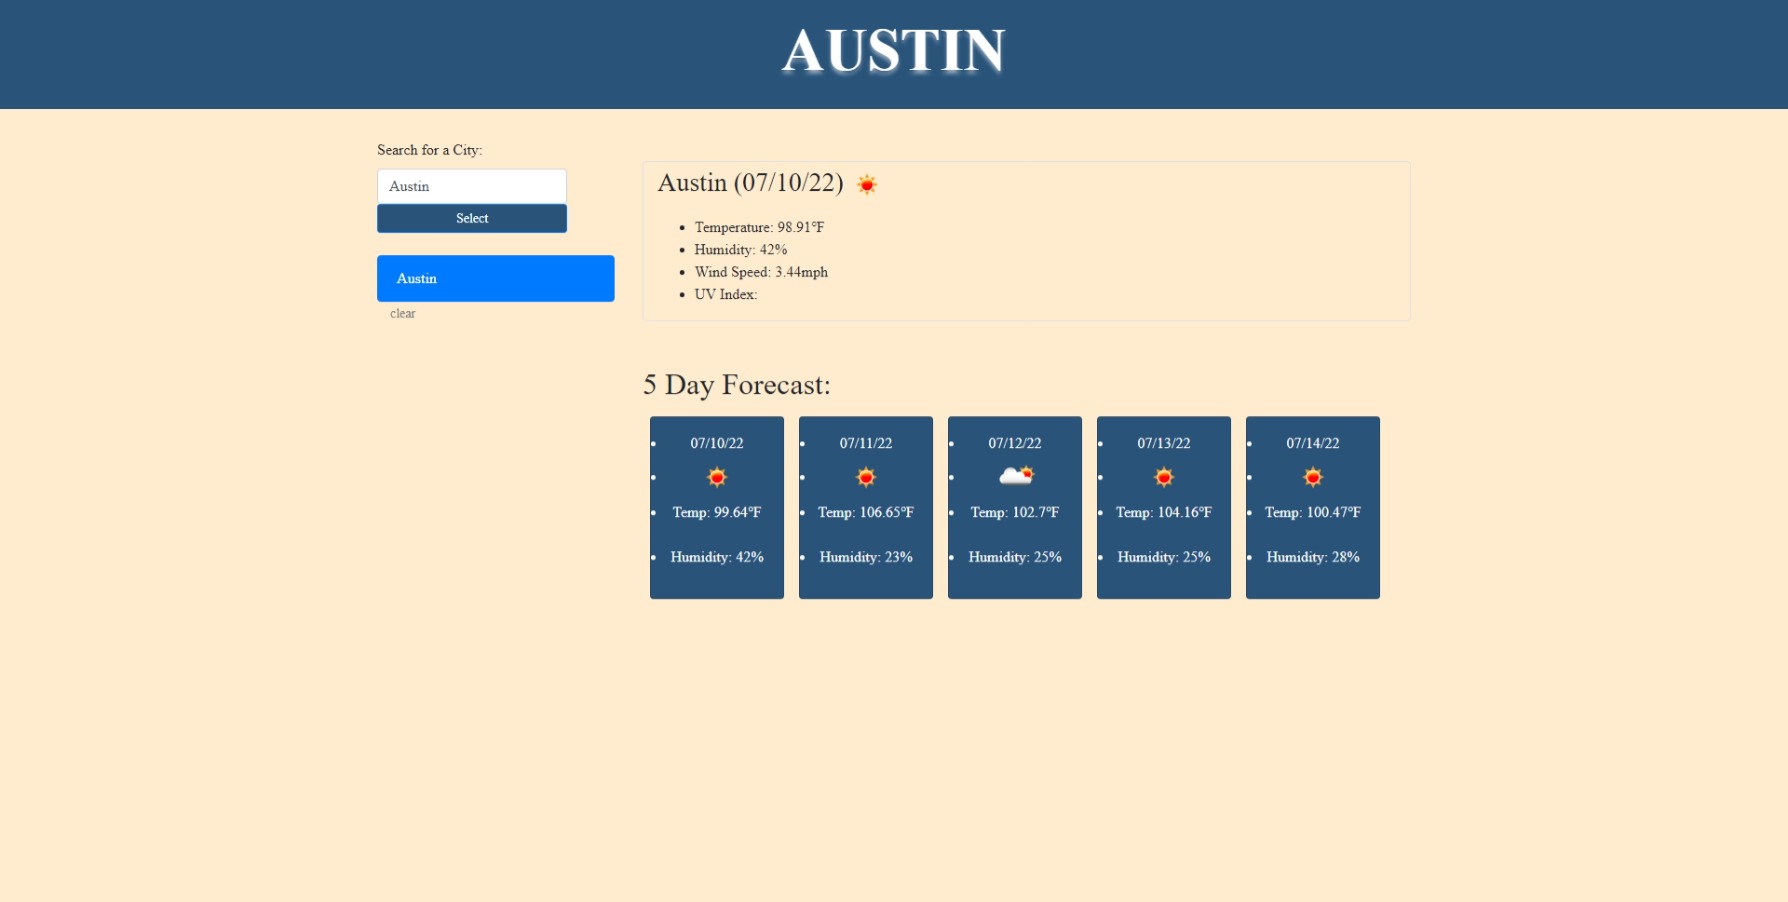 AUSTIN
Search for a City:
Austin
Select
Austin
clear
Austin (07/10/22)
Temperature: 98.91°F
Humidity: 42%
Wind Speed: 3.44mph
UV Index:
5 Day Forecast:
07/10/22
Temp: 99.64°F
Humidity: 42%
07/11/22
Temp: 106.65°F
Humidity: 23%
07/12/22
Temp: 102.7°F
Humidity: 25%
07/13/22
Temp: 104.16°F
Humidity: 25%
07/14/22
Temp: 100.47°F
Humidity: 28%